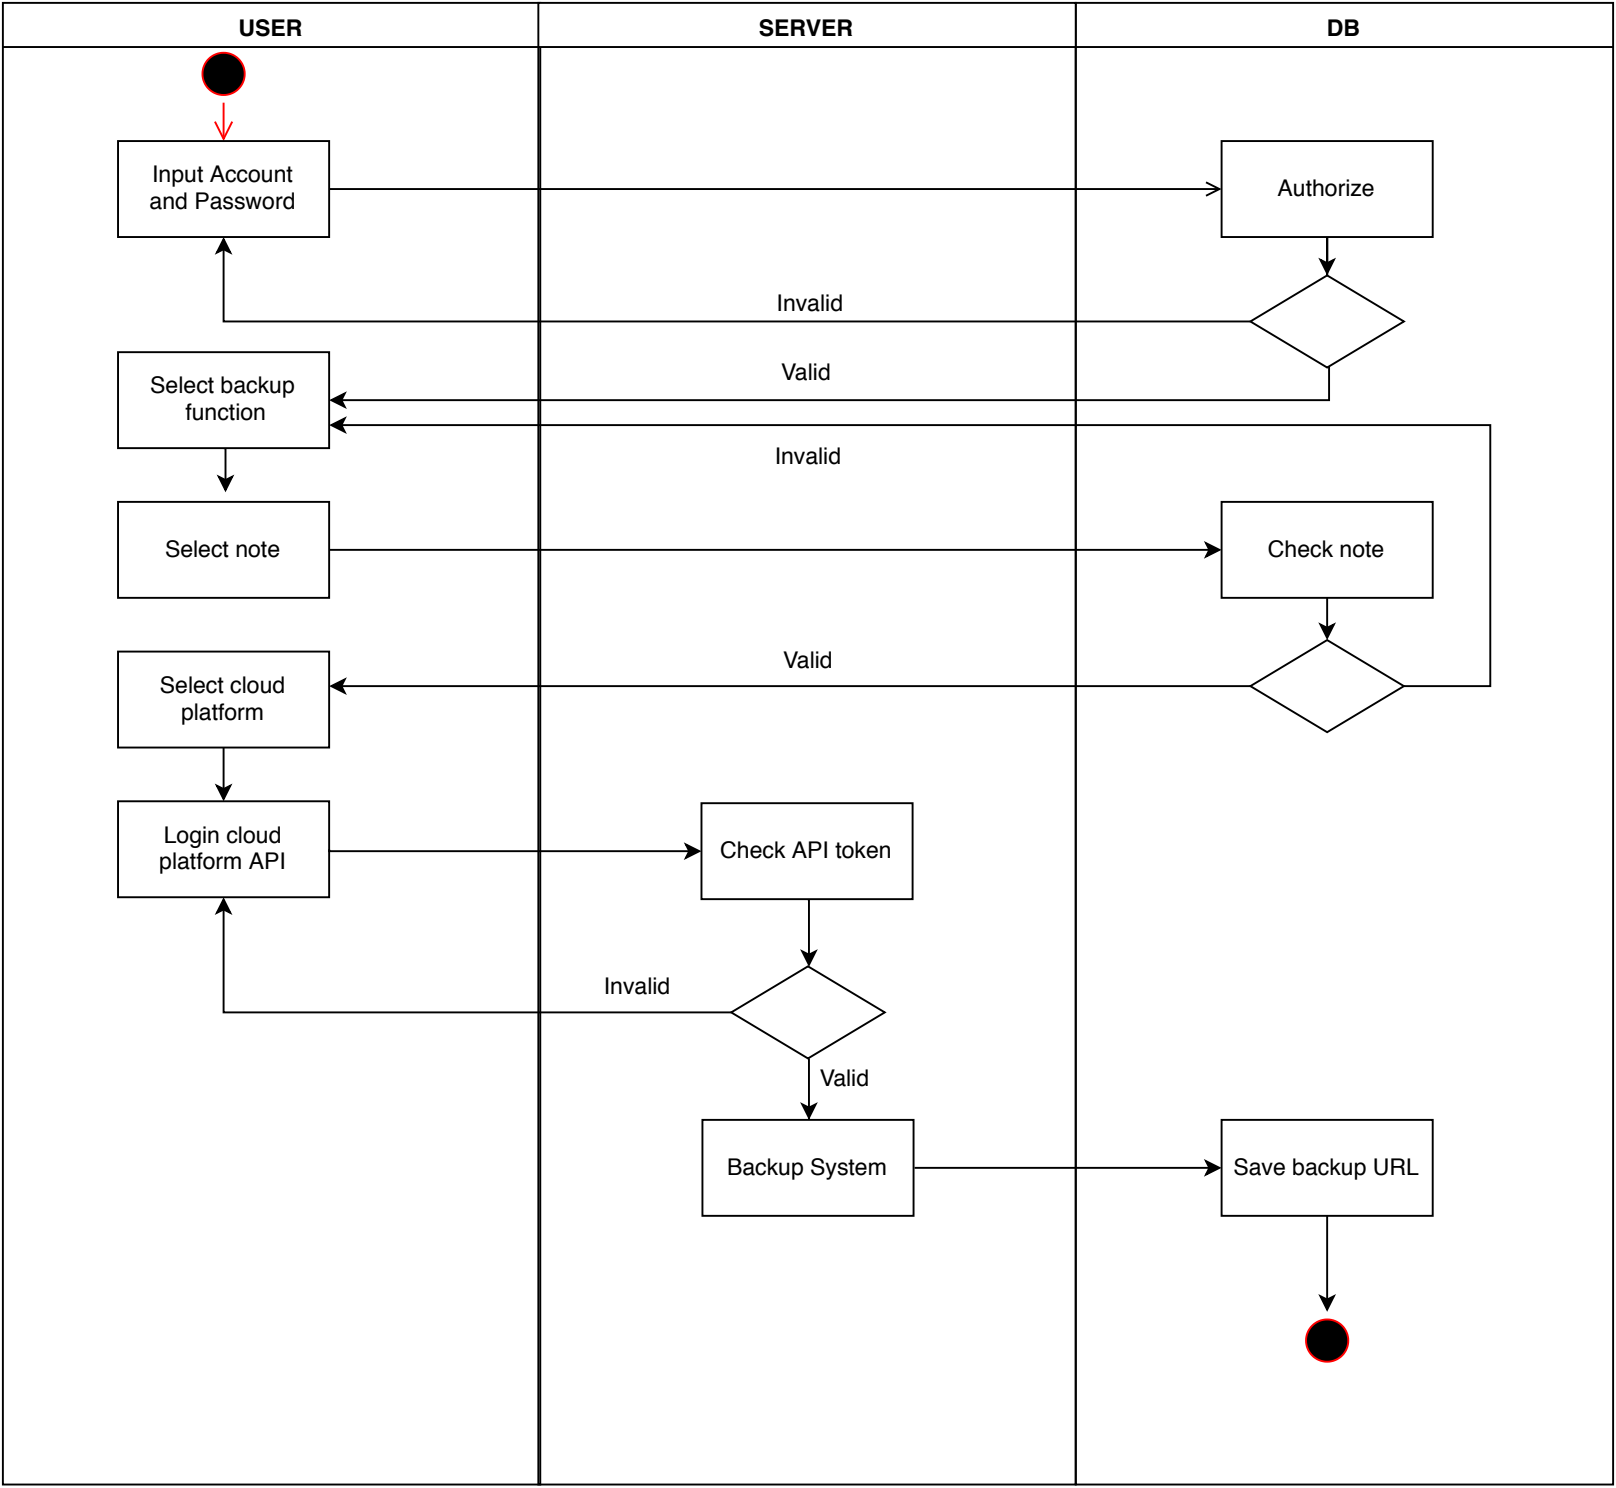 USER
SERVER
DB
Input Account
and Password
Authorize
Invalid
Valid
Select backup
function
Invalid
Select note
Check note
Valid
Select cloud
platform
Login cloud
platform API
Check API token
Invalid
Valid
Backup System
Save backup URL